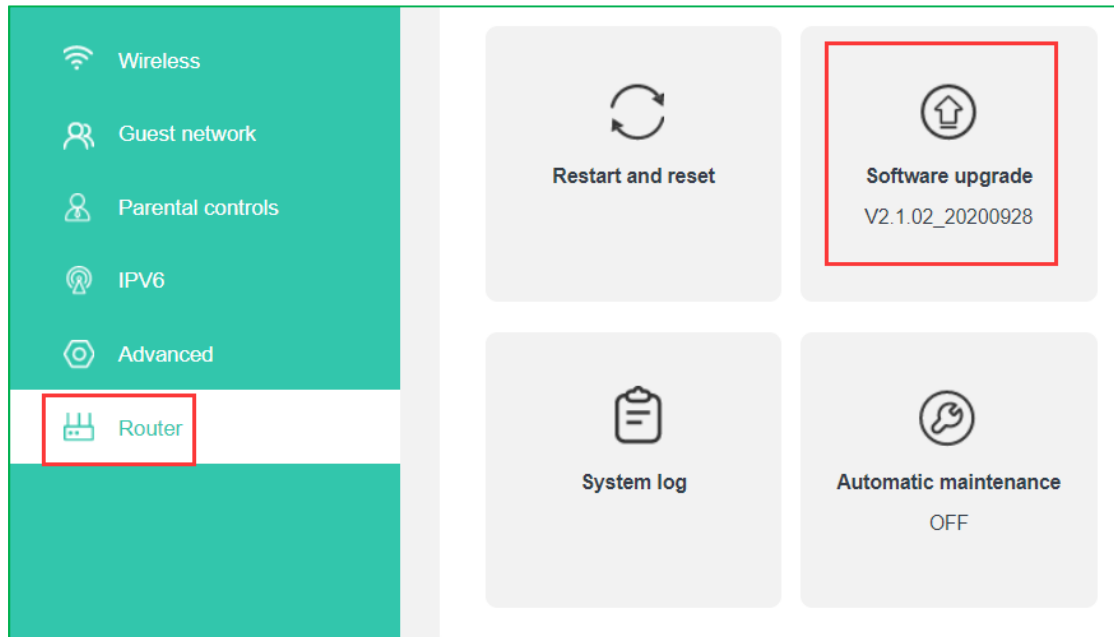 Wireless
Guest network
Parental controls
IPV6
Advanced
Router
Restart and reset
Software upgrade
V2.1.02_20200928
System log
Automatic maintenance
OFF